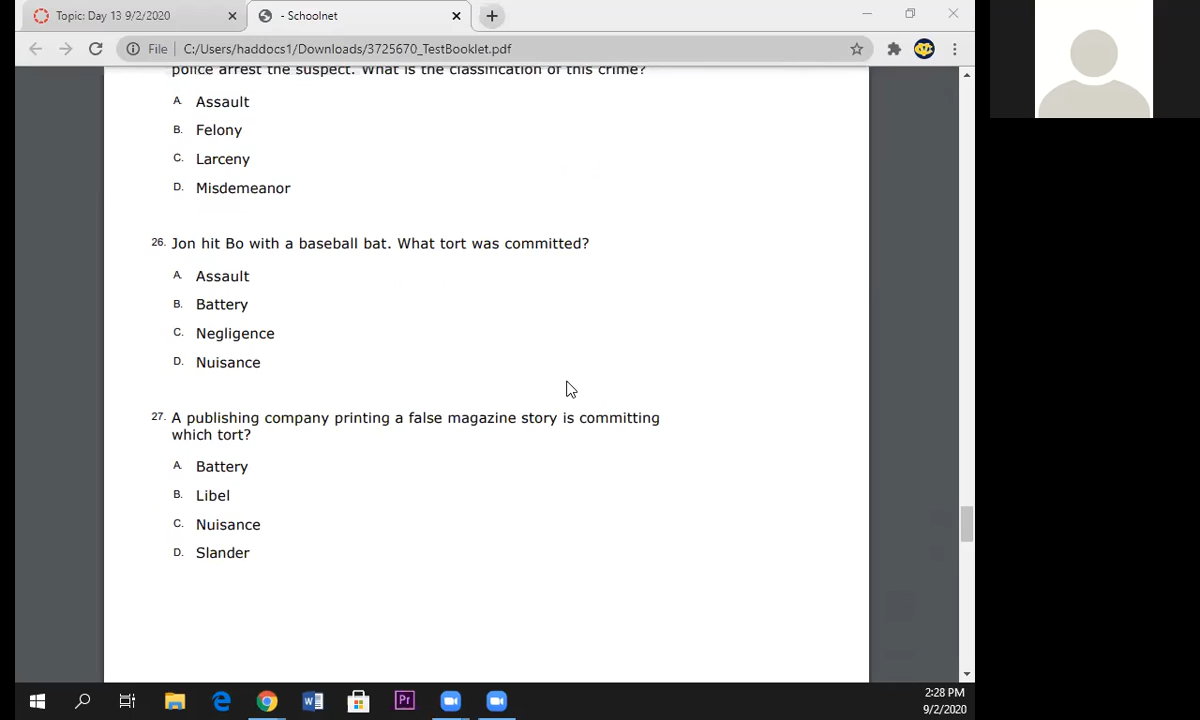 Topic: Day 13 9/2/2020
- Schoolnet
File
C:/Users/haddocs1/Downloads/3725670_TestBooklet.pdf
police arrest the suspect. What is the classification of this crime?
A. Assault
B. Felony
C. Larceny
D. Misdemeanor
26. Jon hit Bo with a baseball bat. What tort was committed?
A. Assault
B. Battery
C. Negligence
D. Nuisance
27. A publishing company printing a false magazine story is committing
which tort?
A. Battery
B. Libel
C. Nuisance
D. Slander
W
Pr
2:28 PM
9/2/2020